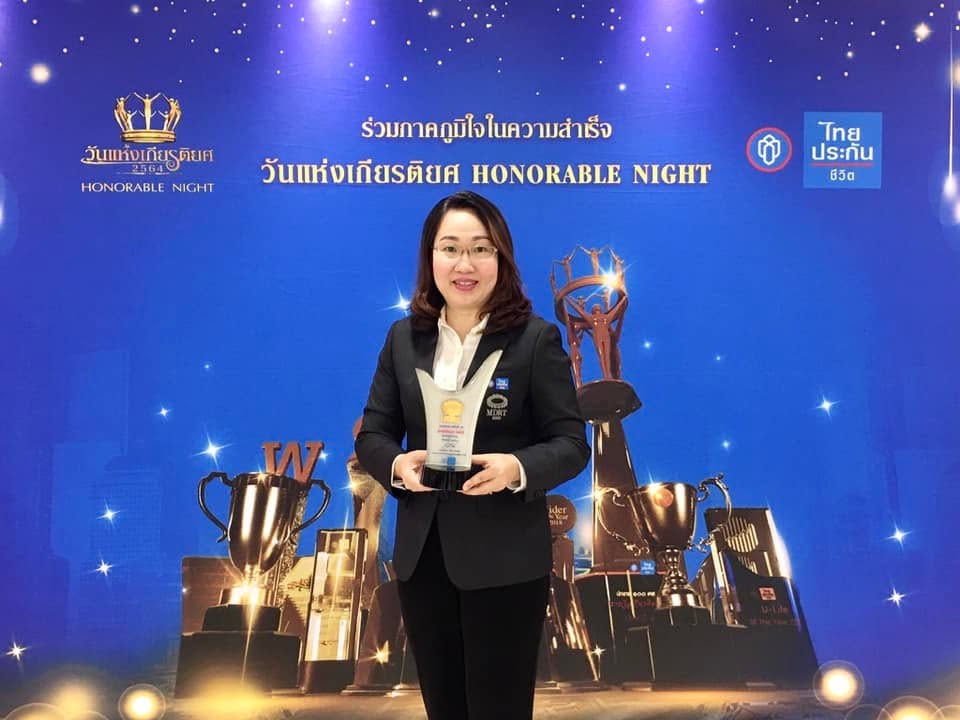 วันแห่งเกียรติยศ
2564
HONORABLE NIGHT
ร่วมภาคภูมิใจในความสำเร็จ
วันแห่งเกียรติยศ HONORABLE NIGHT
ไทย
ประกัน
ชีวิต
MDRT
W
2014
U-Life